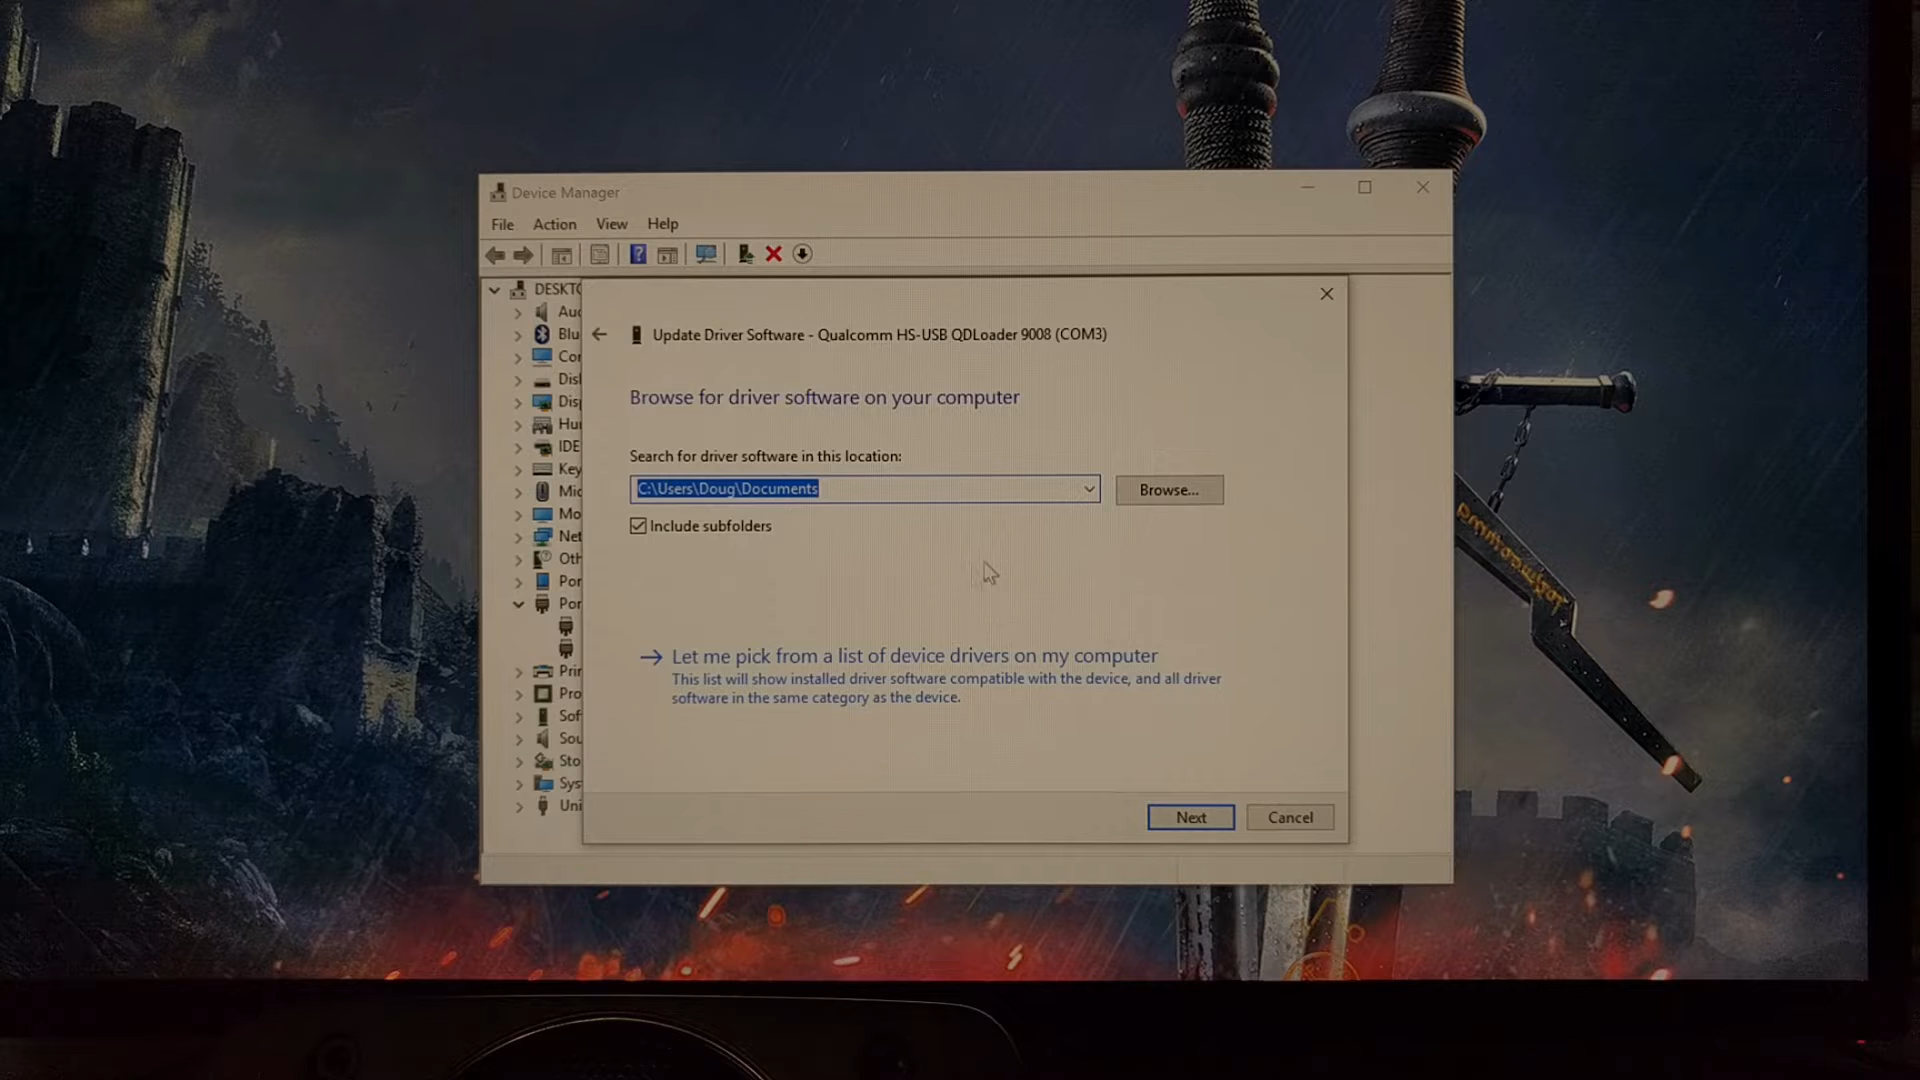 Device Manager
File Action View Help
DESKTO
Auc
Blu
Cor
Disl
Disp
Hur
IDE
Key
Mic
Mo
Net
Oth
Por
Por
Prin
Pro
Sof
Sou
Sto
Sys
Uni
Update Driver Software - Qualcomm HS-USB QDLoader 9008 (COM3)
Browse for driver software on your computer
Search for driver software in this location:
C:\Users\Doug\Documents
Browse...
Include subfolders
Let me pick from a list of device drivers on my computer
This list will show installed driver software compatible with the device, and all driver
software in the same category as the device.
Next
Cancel